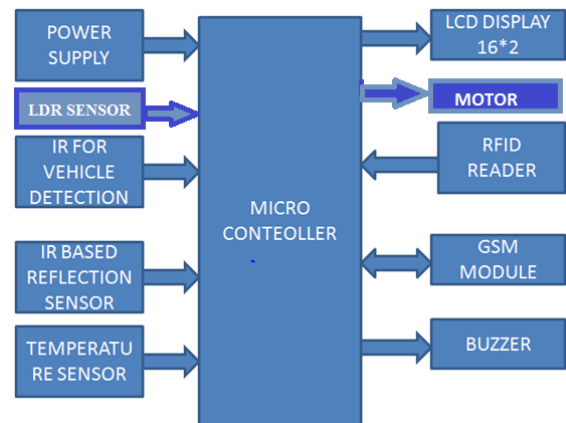 POWER
SUPPLY
LDR SENSOR
IR FOR
VEHICLE
DETECTION
IR BASED
REFLECTION
SENSOR
TEMPERATU
RE SENSOR
MICRO
CONTEOLLER
LCD DISPLAY
16*2
MOTOR
RFID
READER
GSM
MODULE
BUZZER